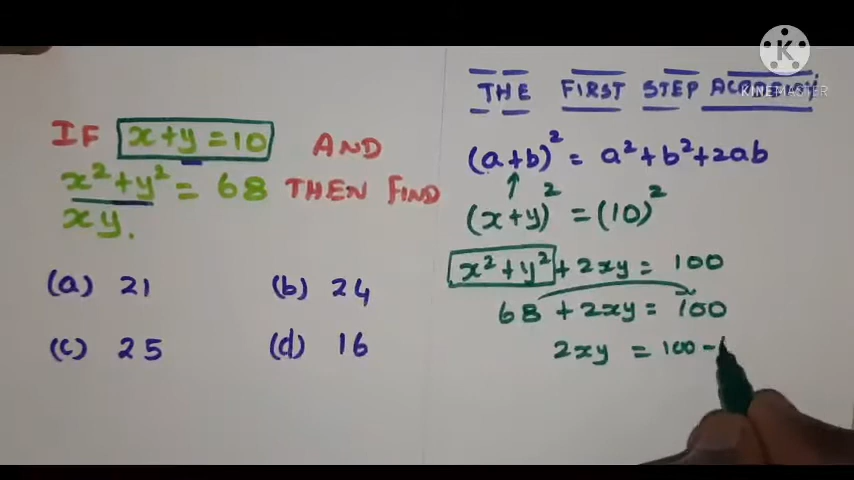 KINEMASTER
THE FIRST STEP ACADEMY
IF x+y=10 AND
x²+y² = 68 THEN FIND
xy.
(a) 21 (b) 24
(c) 25 (d) 16
(a+b)² = a²+b²+2ab
(x+y)² = (10)²
x²+y²+2xy = 100
68 + 2xy = 100
2xy = 100-